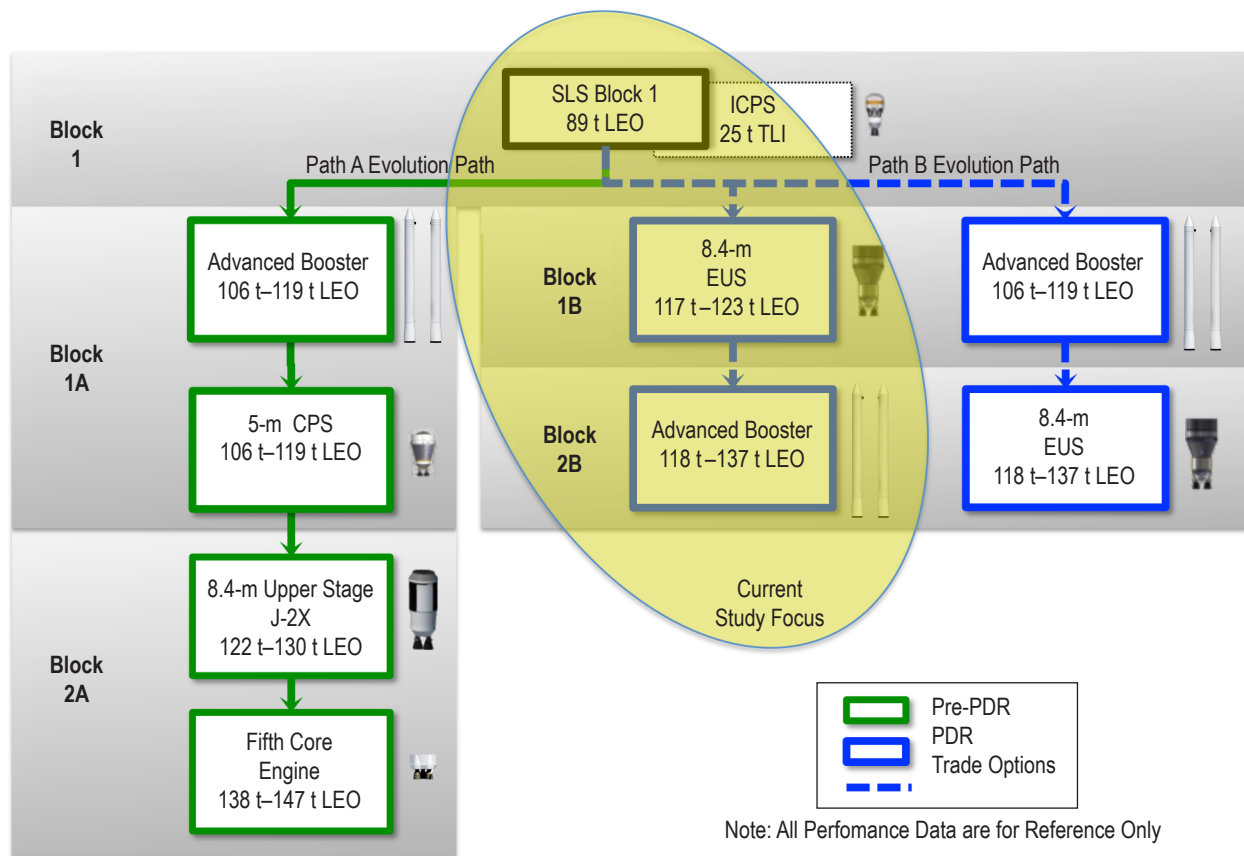 SLS Block 1
89 t LEO
ICPS
25 t TLI
Block
1
Path A Evolution Path
Path B Evolution Path
Advanced Booster
106 t–119 t LEO
Block
1A
5-m CPS
106 t–119 t LEO
Block
1B
8.4-m
EUS
117 t–123 t LEO
Advanced Booster
106 t–119 t LEO
Block
2B
Advanced Booster
118 t–137 t LEO
8.4-m
EUS
118 t–137 t LEO
Block
2A
8.4-m Upper Stage
J-2X
122 t–130 t LEO
Fifth Core
Engine
138 t–147 t LEO
Current
Study Focus
Pre-PDR
PDR
Trade Options
Note: All Perfomance Data are for Reference Only